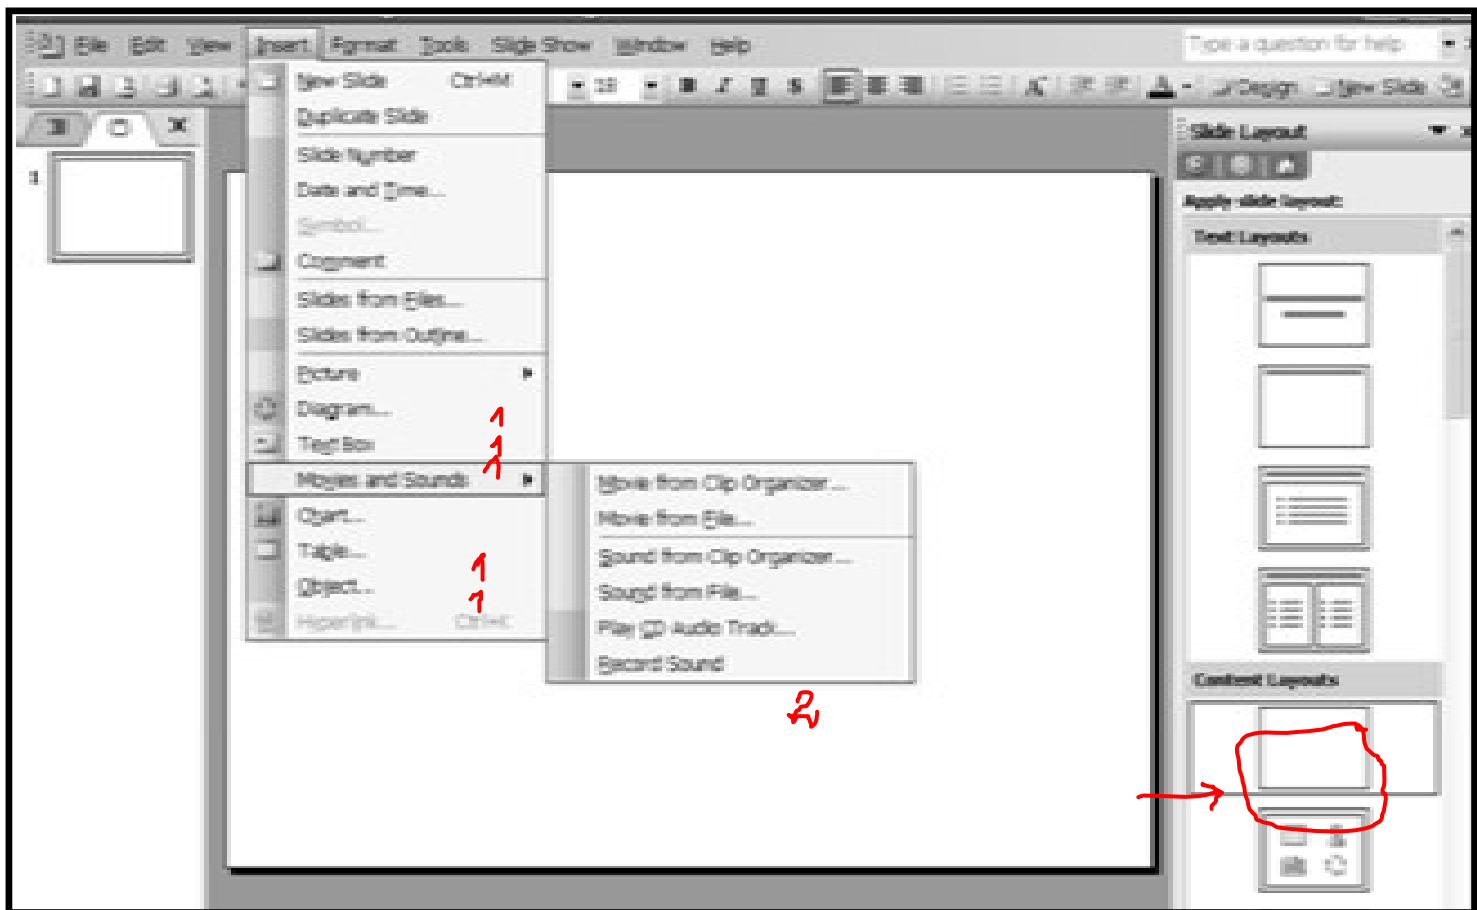 File Edit View Insert Format Tools Slide Show Window Help
Type a question for help
18
Design New Slide
New Slide Ctrl+M
Duplicate Slide
Slide Number
Date and Time...
Symbol...
Comment
Slides from Files...
Slides from Outline...
Picture
Diagram...
1
Text Box
1
Movies and Sounds
1
Chart...
Table...
1
Object...
1
Hyperlink... Ctrl+K
Movie from Clip Organizer...
Movie from File...
Sound from Clip Organizer...
Sound from File...
Play CD Audio Track...
Record Sound
2
1
Slide Layout
Apply slide layout:
Text Layouts
Content Layouts